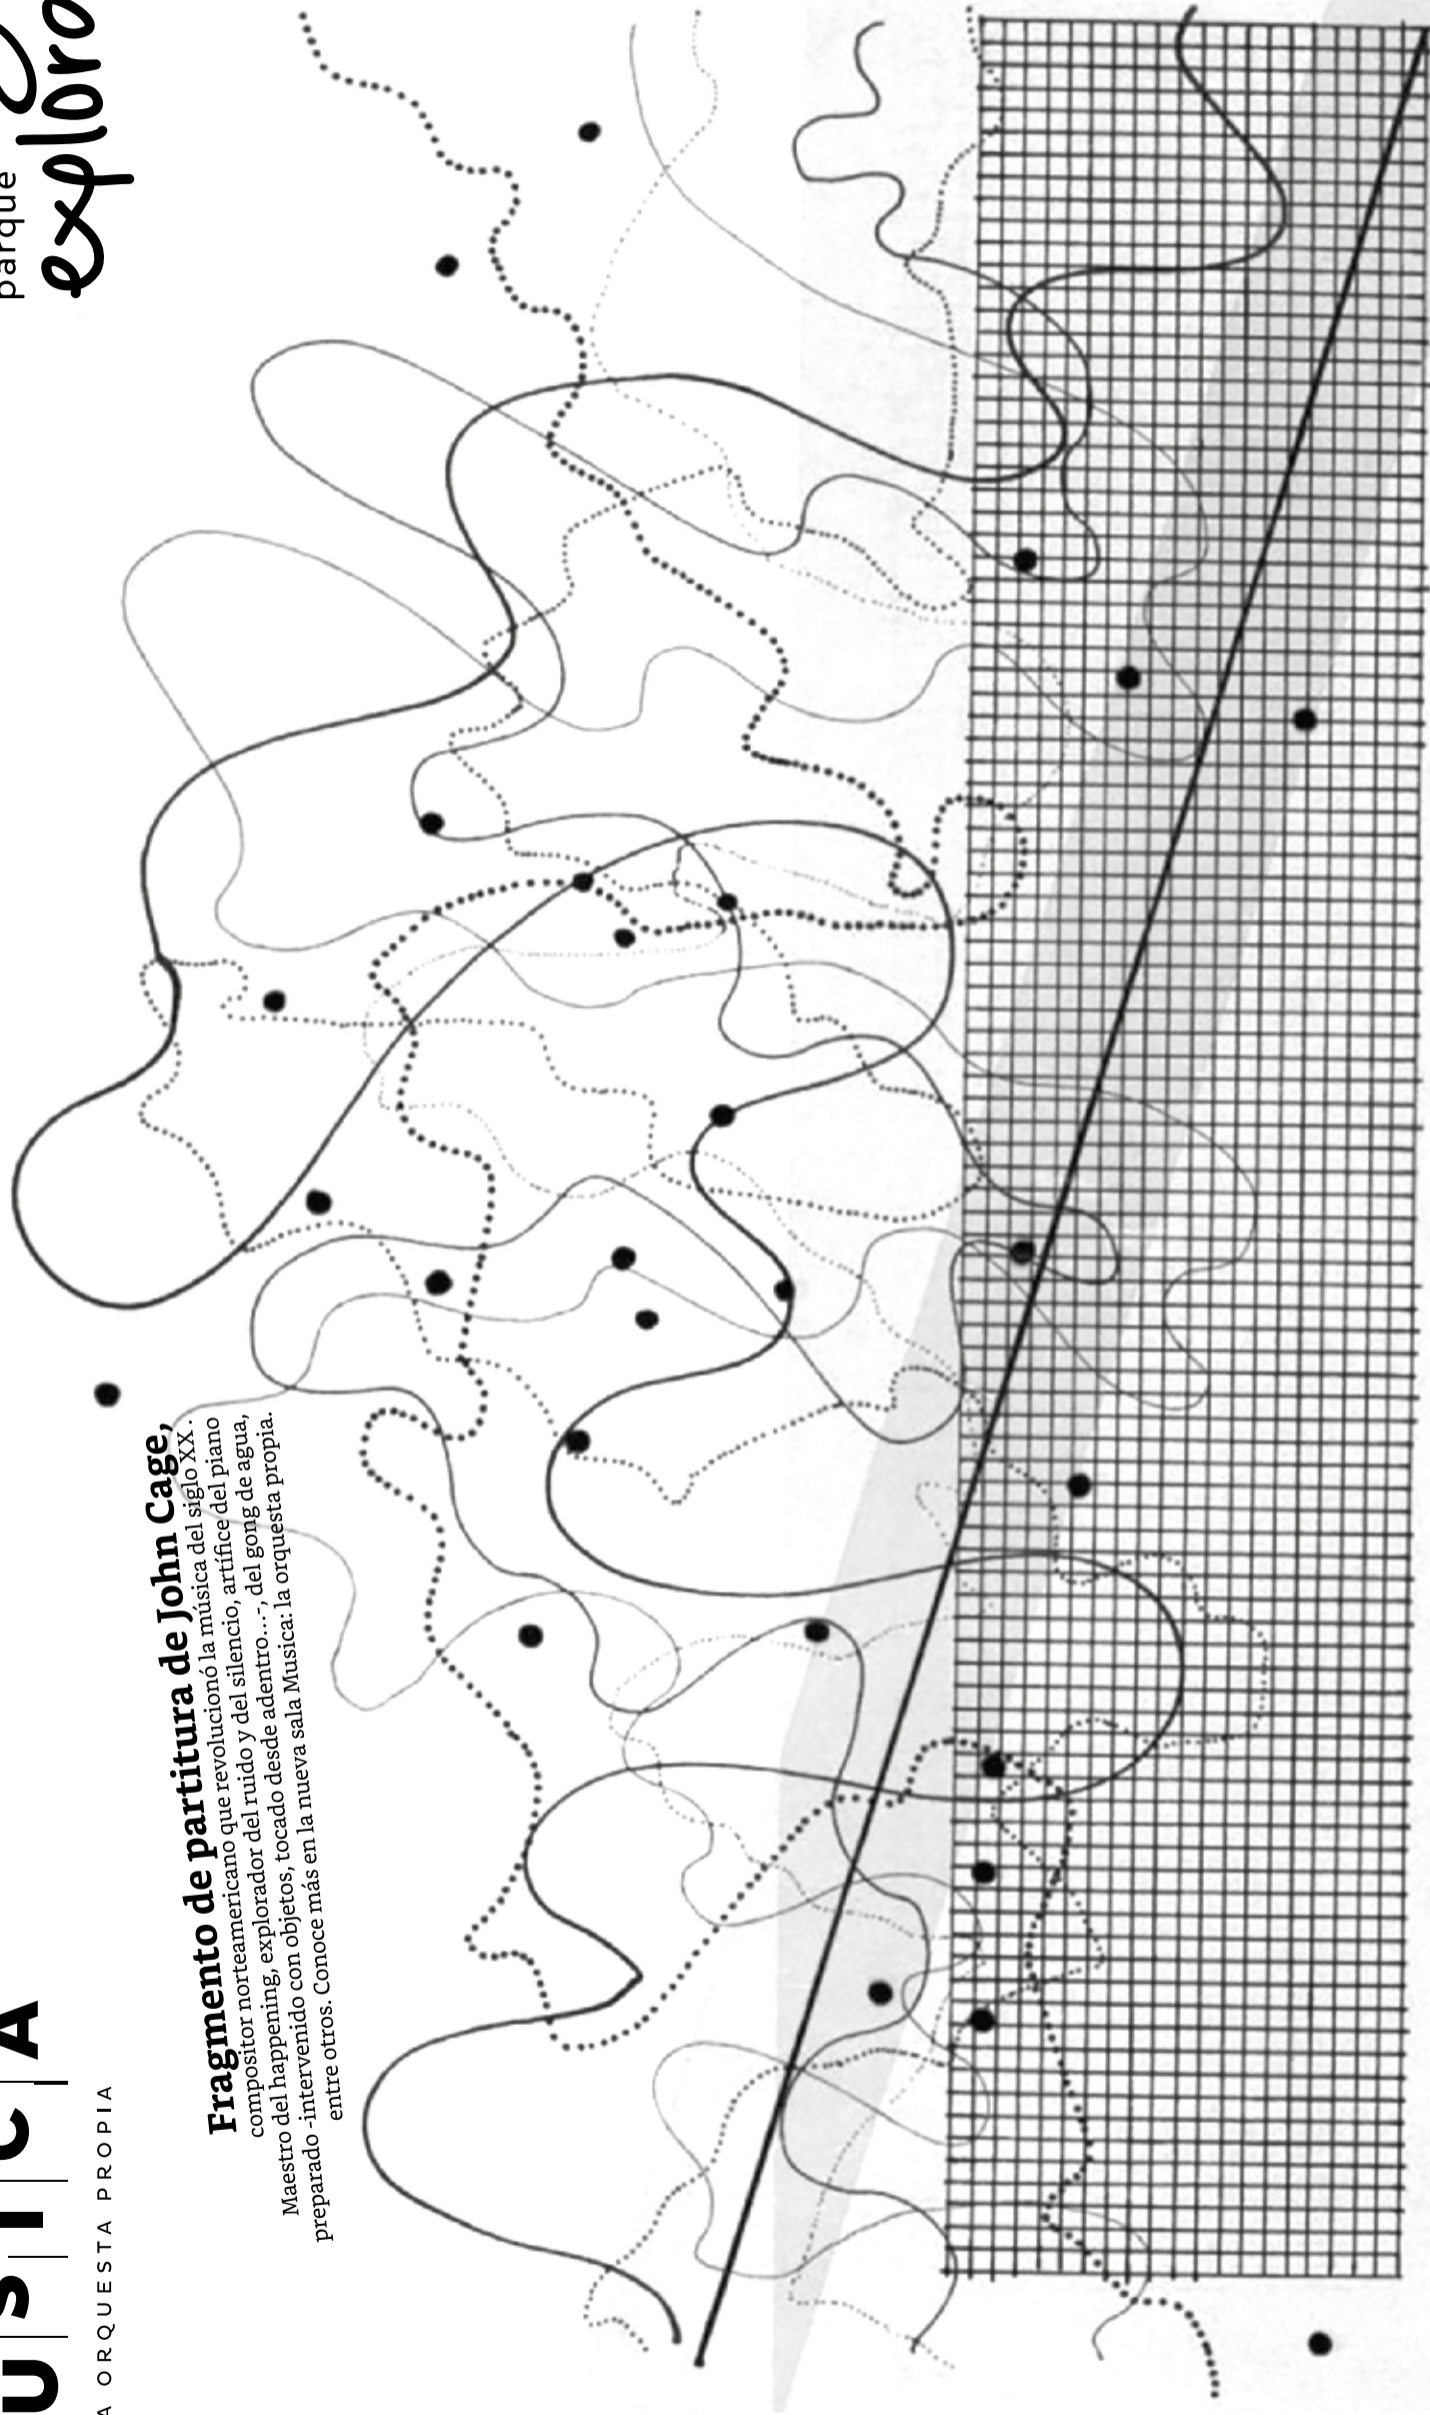 parque
explora
U S I C A
A ORQUESTA PROPIA
Fragmento de partitura de John Cage,
compositor norteamericano que revolucionó la música del siglo XX.
Maestro del happening, explorador del ruido y del silencio, artífice del piano
preparado -intervenido con objetos, tocado desde adentro...-, del gong de agua,
entre otros. Conoce más en la nueva sala Musica: la orquesta propia.